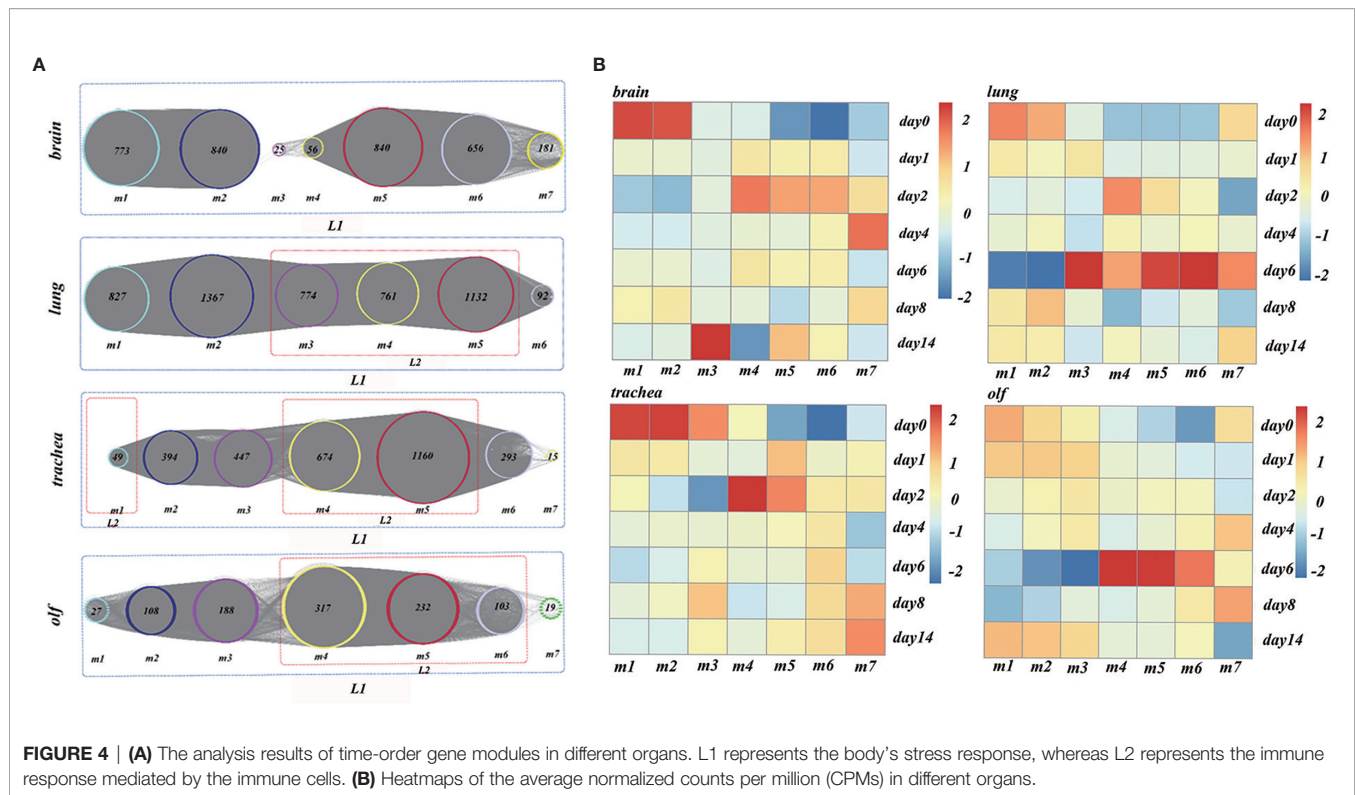 A
brain
773
840
25
56
840
656
181
m1
m2
m3
m4
m5
m6
m7
L1
lung
827
1367
774
761
1132
92
m1
m2
m3
m4
m5
m6
L2
L1
trachea
49
394
447
674
1160
293
15
m1
m2
m3
m4
m5
m6
m7
L2
L2
L1
olf
27
108
188
317
232
103
19
m1
m2
m3
m4
m5
m6
m7
L2
L1
B
brain
2
1
0
-1
-2
day0
day1
day2
day4
day6
day8
day14
m1
m2
m3
m4
m5
m6
m7
lung
2
1
0
-1
-2
day0
day1
day2
day4
day6
day8
day14
m1
m2
m3
m4
m5
m6
m7
trachea
2
1
0
-1
-2
day0
day1
day2
day4
day6
day8
day14
m1
m2
m3
m4
m5
m6
m7
olf
2
1
0
-1
-2
day0
day1
day2
day4
day6
day8
day14
m1
m2
m3
m4
m5
m6
m7
FIGURE 4 | (A) The analysis results of time-order gene modules in different organs. L1 represents the body's stress response, whereas L2 represents the immune
response mediated by the immune cells. (B) Heatmaps of the average normalized counts per million (CPMs) in different organs.